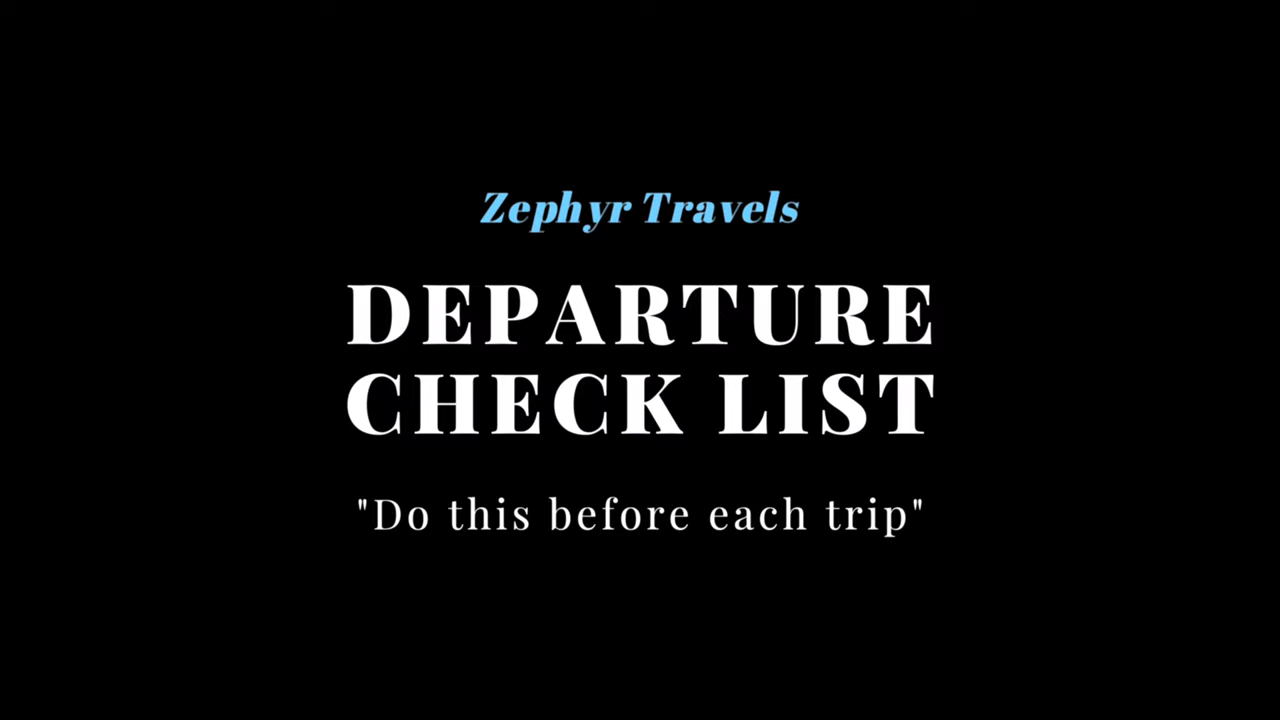 Zephyr Travels
DEPARTURE
CHECK LIST
"Do this before each trip"